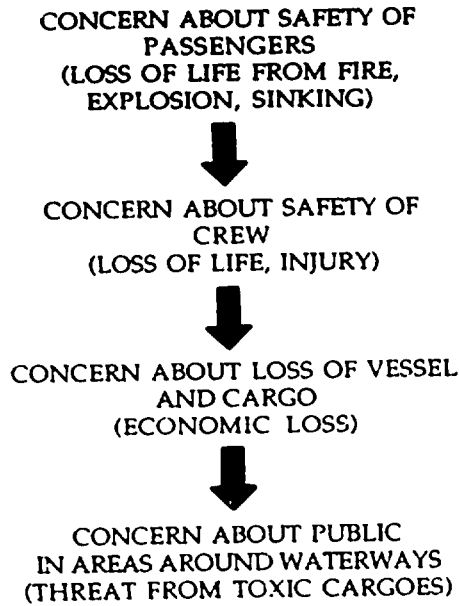 CONCERN ABOUT SAFETY OF
PASSENGERS
(LOSS OF LIFE FROM FIRE,
EXPLOSION, SINKING)
CONCERN ABOUT SAFETY OF
CREW
(LOSS OF LIFE, INJURY)
CONCERN ABOUT LOSS OF VESSEL
AND CARGO
(ECONOMIC LOSS)
CONCERN ABOUT PUBLIC
IN AREAS AROUND WATERWAYS
(THREAT FROM TOXIC CARGOES)